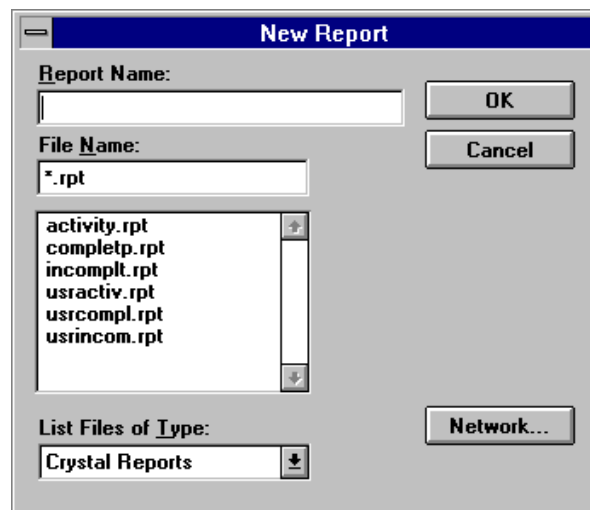 New Report
Report Name:
OK
File Name:
Cancel
*.rpt
activity.rpt
completp.rpt
incomplt.rpt
usractiv.rpt
usrcompl.rpt
usrincom.rpt
List Files of Type:
Network...
Crystal Reports